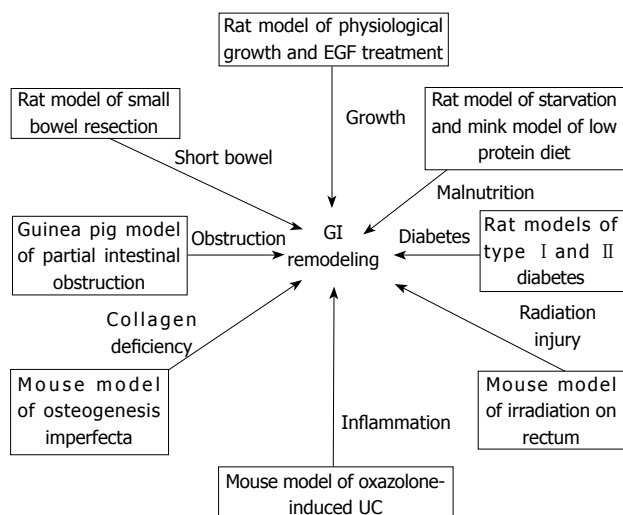 Rat model of physiological
growth and EGF treatment
Rat model of small
bowel resection
Growth
Rat model of starvation
and mink model of low
protein diet
Short bowel
Malnutrition
Guinea pig model
of partial intestinal
obstruction
Obstruction
GI
remodeling
Diabetes
Rat models of
type Ⅰ and Ⅱ
diabetes
Collagen
deficiency
Radiation
injury
Mouse model
of osteogenesis
imperfecta
Inflammation
Mouse model
of irradiation on
rectum
Mouse model of oxazolone-
induced UC